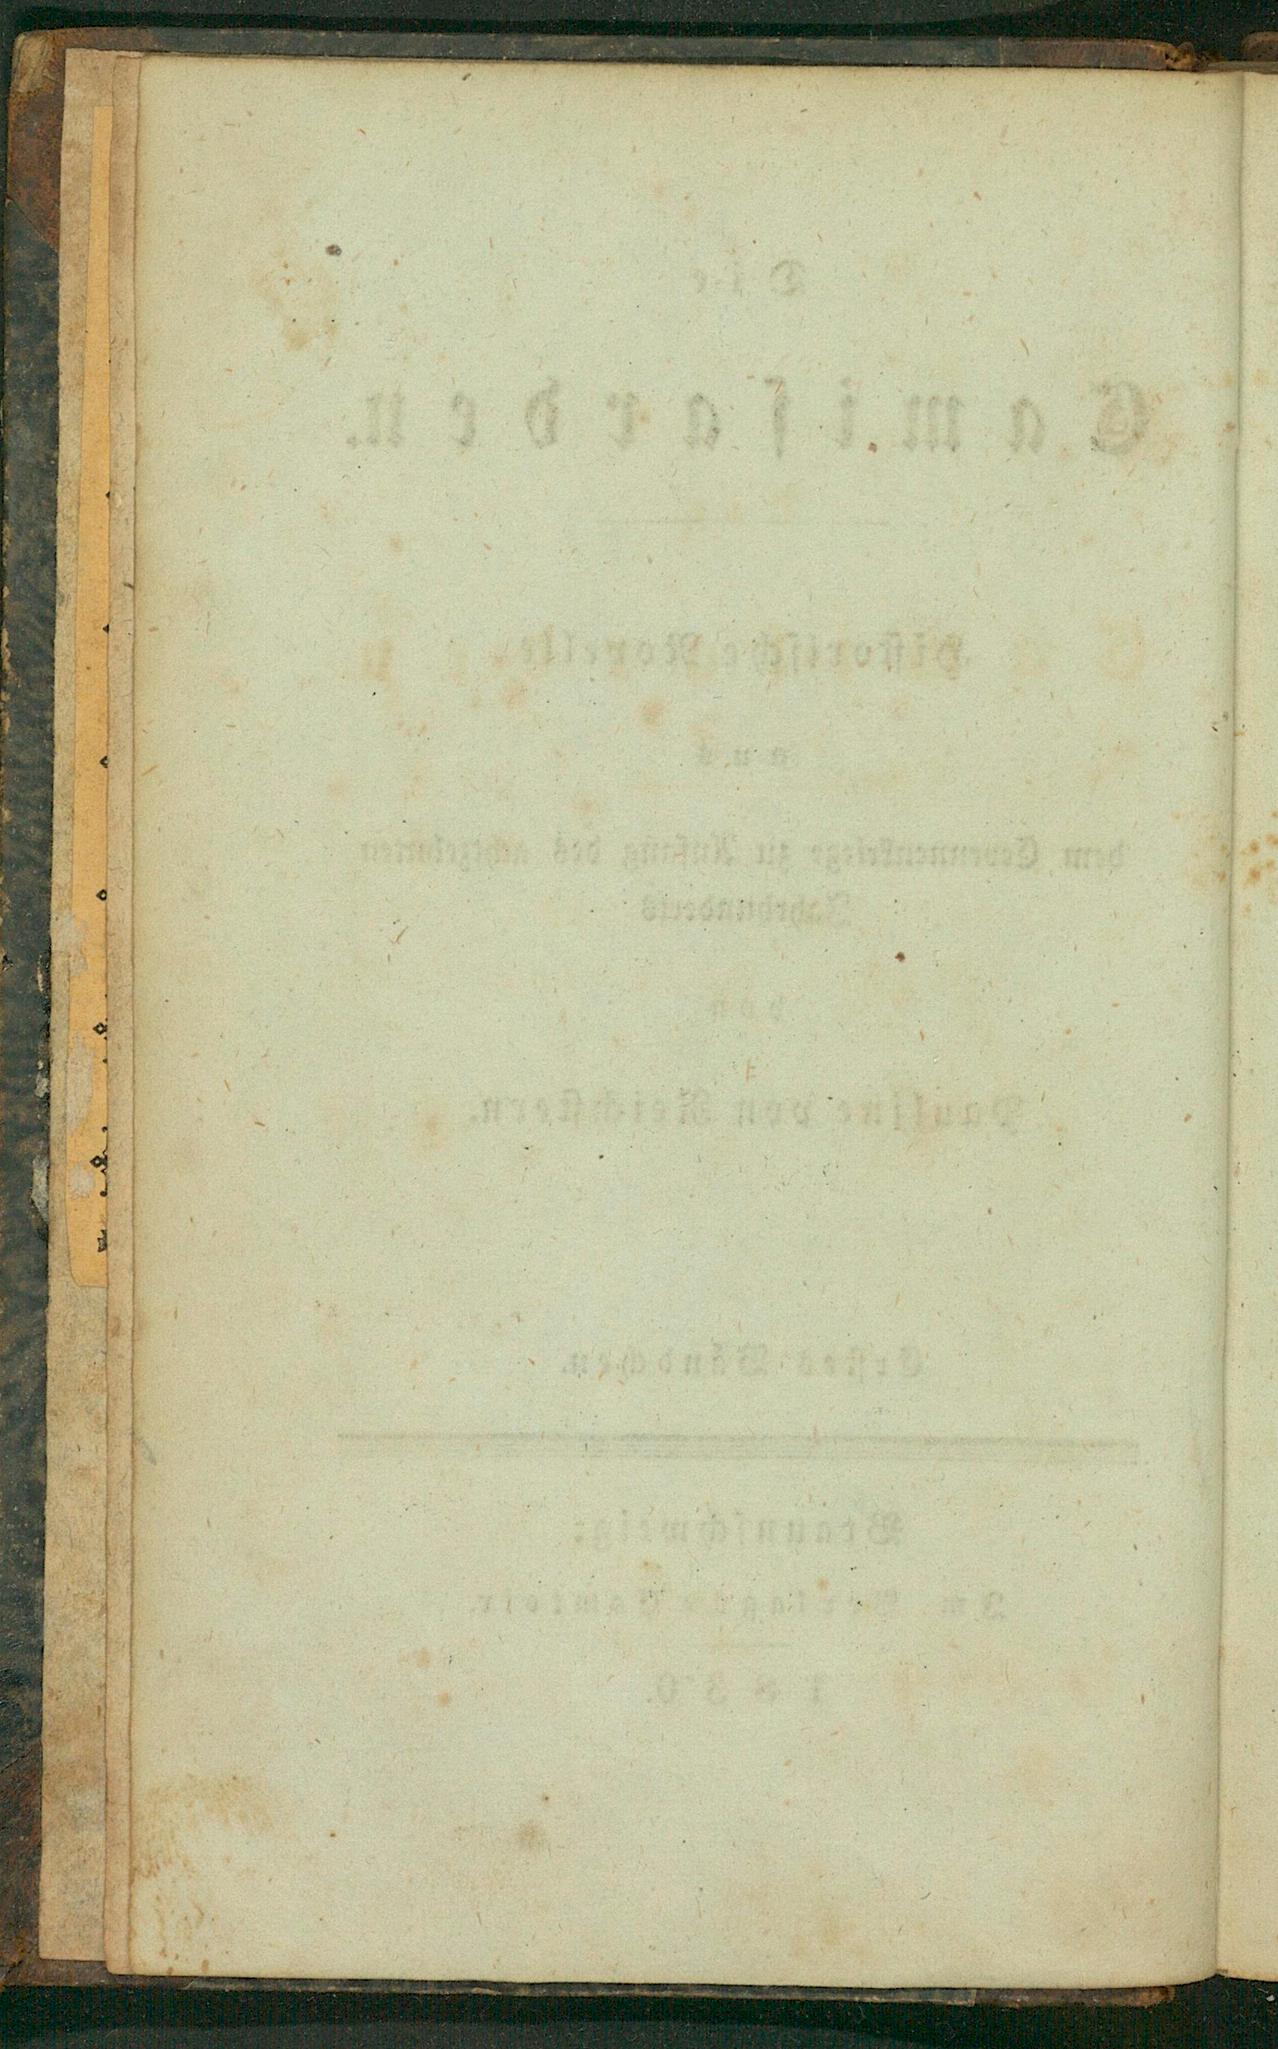 Die
Camisarden.
Historische Novelle
aus
dem Cevennenkriege zu Anfang des achtzehnten
Jahrhunderts
von
Pauline von Reichstern.
Erstes Bändchen.
Braunschweig:
Im Verlags-Comtoir.
1830.